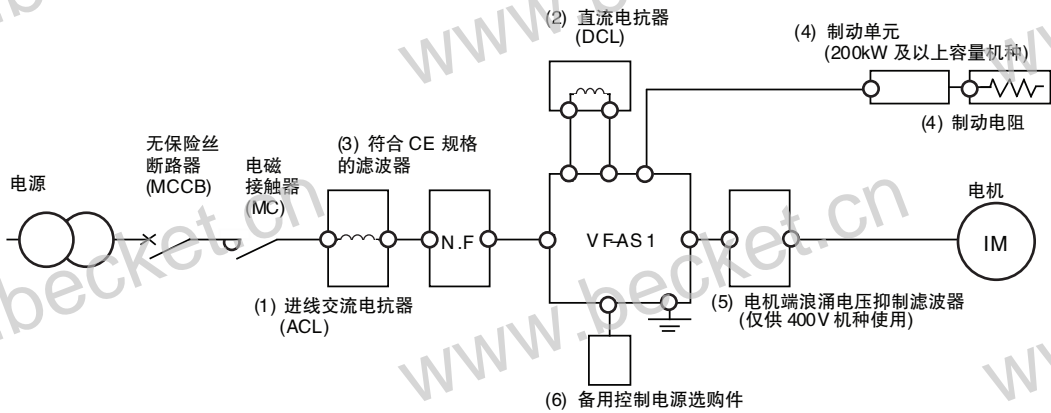 (2) 直流电抗器
(DCL)
(4) 制动单元
(200kW 及以上容量机种)
(4) 制动电阻
无保险丝
断路器
(MCCB)
(3) 符合 CE 规格
的滤波器
电磁
接触器
(MC)
电源
电机
N.F
VF-AS1
IM
(1) 进线交流电抗器
(ACL)
(5) 电机端浪涌电压抑制滤波器
(仅供 400V 机种使用)
(6) 备用控制电源选购件
www.becket.cn
www.becket.cn